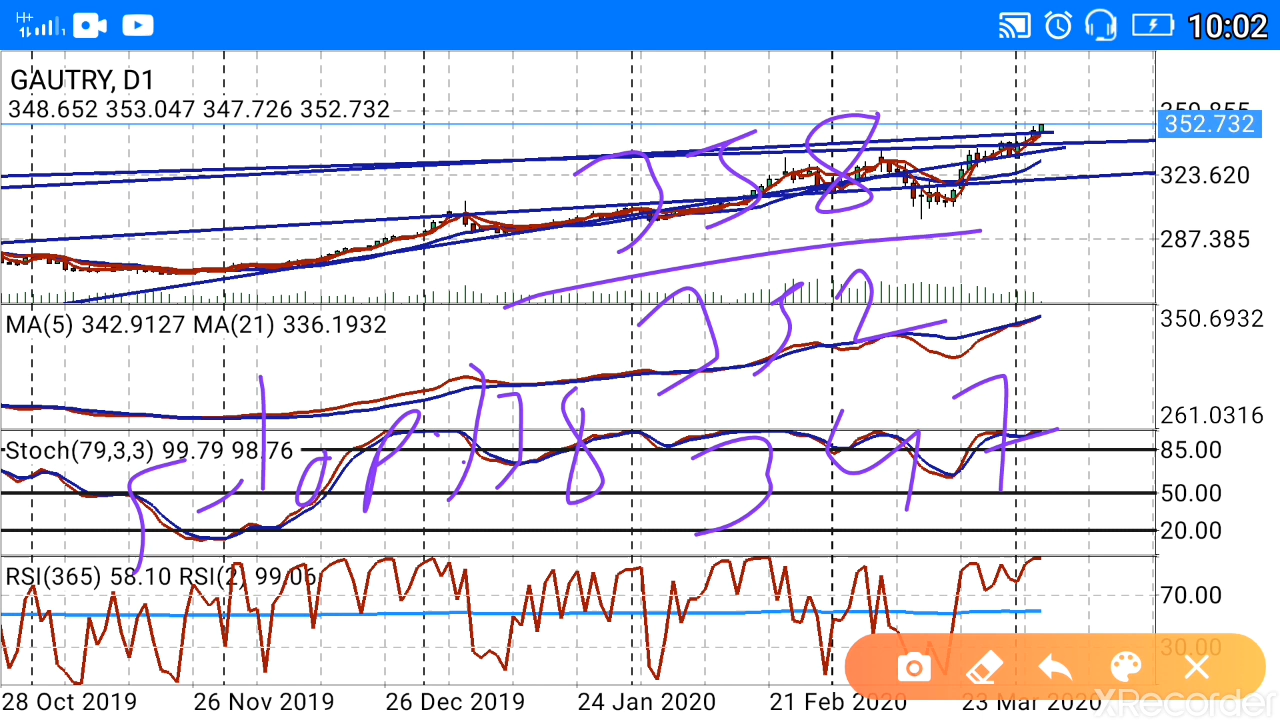 H+ 10:02
GAUTRY, D1
348.652 353.047 347.726 352.732
359.855
352.732
358
323.620
287.385
352
MA(5) 342.9127 MA(21) 336.1932
350.6932
261.0316
Stoch(79,3,3) 99.79 98.76
85.00
347
50.00
20.00
RSI(365) 58.10 RSI(2) 99.06
70.00
30.00
28 Oct 2019 26 Nov 2019 26 Dec 2019 24 Jan 2020 21 Feb 2020 23 Mar 2020
XRecorder